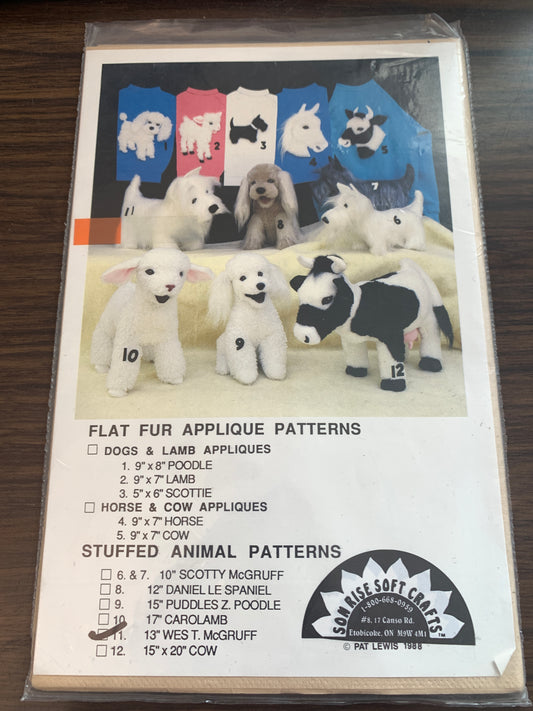 1
2
3
4
5
11
8
7
6
10
9
12
FLAT FUR APPLIQUE PATTERNS
DOGS & LAMB APPLIQUES
1. 9" x 8" POODLE
2. 9" x 7" LAMB
3. 5" x 6" SCOTTIE
HORSE & COW APPLIQUES
4. 9" x 7" HORSE
5. 9" x 7" COW
STUFFED ANIMAL PATTERNS
6. & 7. 10" SCOTTY McGRUFF
8. 12" DANIELLE SPANIEL
9. 15" PUDDLES Z. POODLE
10. 17" CAROLAMB
11. 13" WES T. McGRUFF
12. 15" x 20" COW
SONRISE SOFT CRAFTS
1-800-668-0959
#8, 17 Canso Rd.
Etobicoke, ON M9W 4M1
TM
© PAT LEWIS 1988